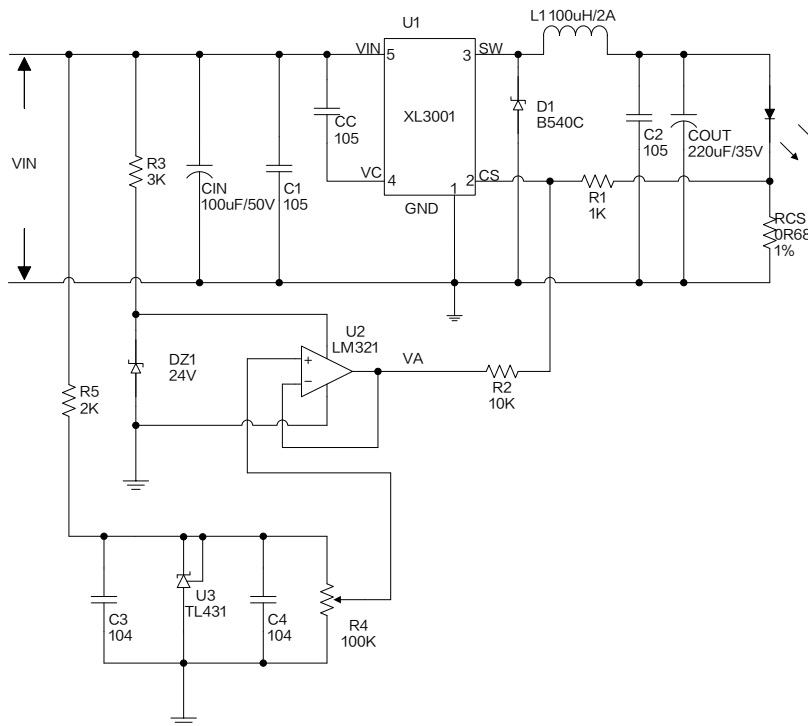 U1
L1 100uH/2A
VIN
5
3
SW
XL3001
CC
105
D1
B540C
C2
105
COUT
220uF/35V
VIN
R3
3K
CIN
100uF/50V
C1
105
VC
4
1
2
CS
GND
R1
1K
RCS
0R68
1%
U2
LM321
VA
DZ1
24V
R2
10K
R5
2K
+
−
U3
TL431
C3
104
C4
104
R4
100K